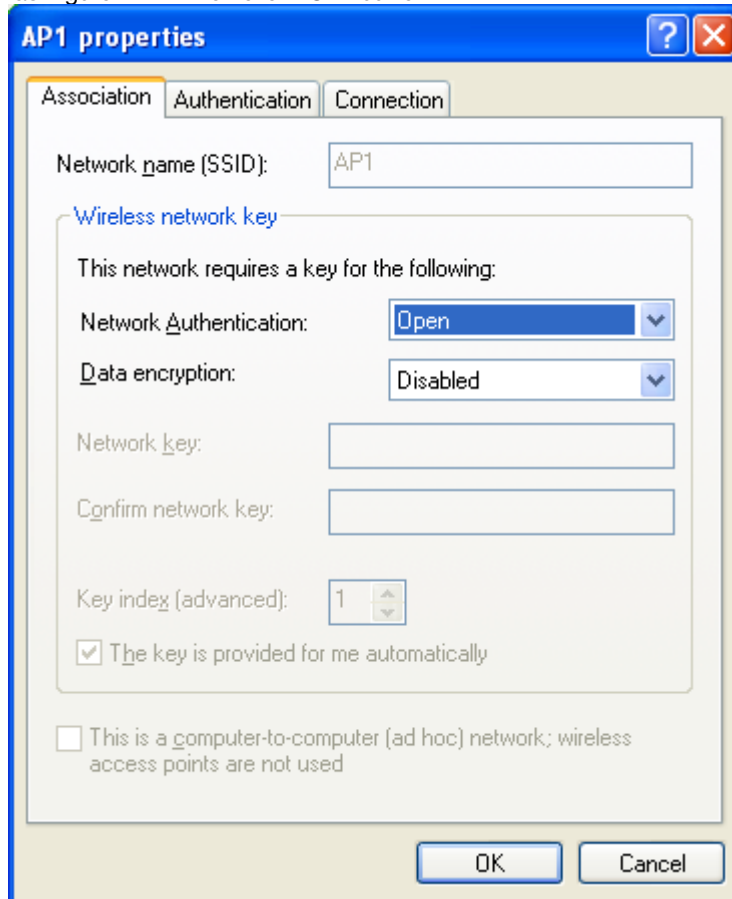 AP1 properties
Association
Authentication
Connection
Network name (SSID):
AP1
Wireless network key
This network requires a key for the following:
Network Authentication:
Open
Data encryption:
Disabled
Network key:
Confirm network key:
Key index (advanced):
1
The key is provided for me automatically
This is a computer-to-computer (ad hoc) network; wireless
access points are not used
OK
Cancel